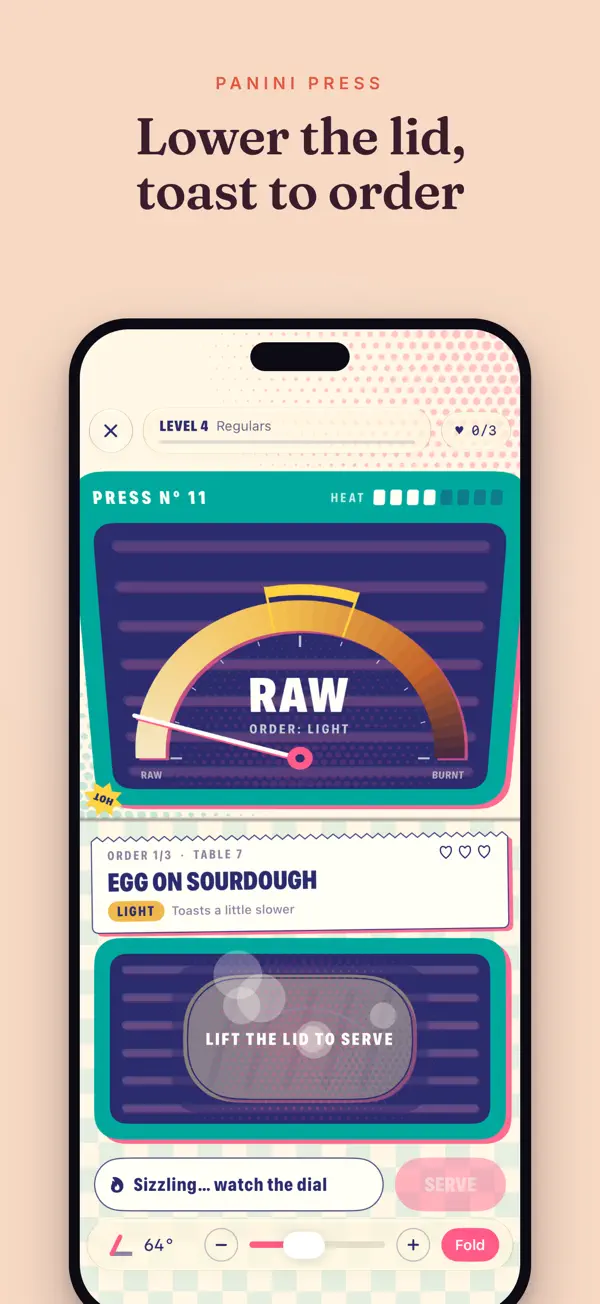 PANINI PRESS
Lower the lid,
toast to order
LEVEL 4 Regulars
♥ 0/3
PRESS Nº 11
HEAT
RAW
ORDER: LIGHT
RAW
BURNT
HOT
ORDER 1/3 · TABLE 7
EGG ON SOURDOUGH
LIGHT Toasts a little slower
LIFT THE LID TO SERVE
Sizzling... watch the dial
SERVE
64°
Fold